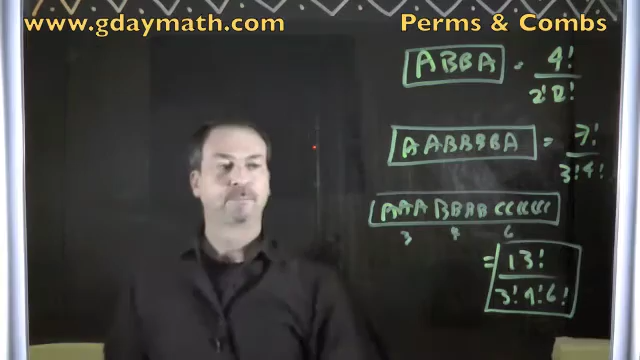 www.gdaymath.com
Perms & Combs
ABBA = 4!
2!2!
AABBBBA = 7!
3!4!
AAABBBBCCCCCC
3 4 6
= 13!
3!4!6!